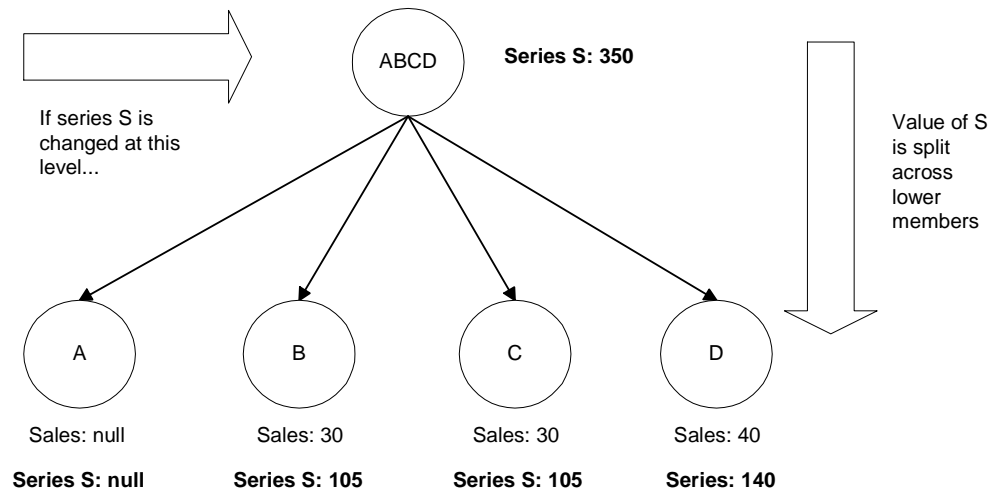 ABCD
Series S: 350
If series S is
changed at this
level...
Value of S
is split
across
lower
members
A
B
C
D
Sales: null
Sales: 30
Sales: 30
Sales: 40
Series S: null
Series S: 105
Series S: 105
Series: 140